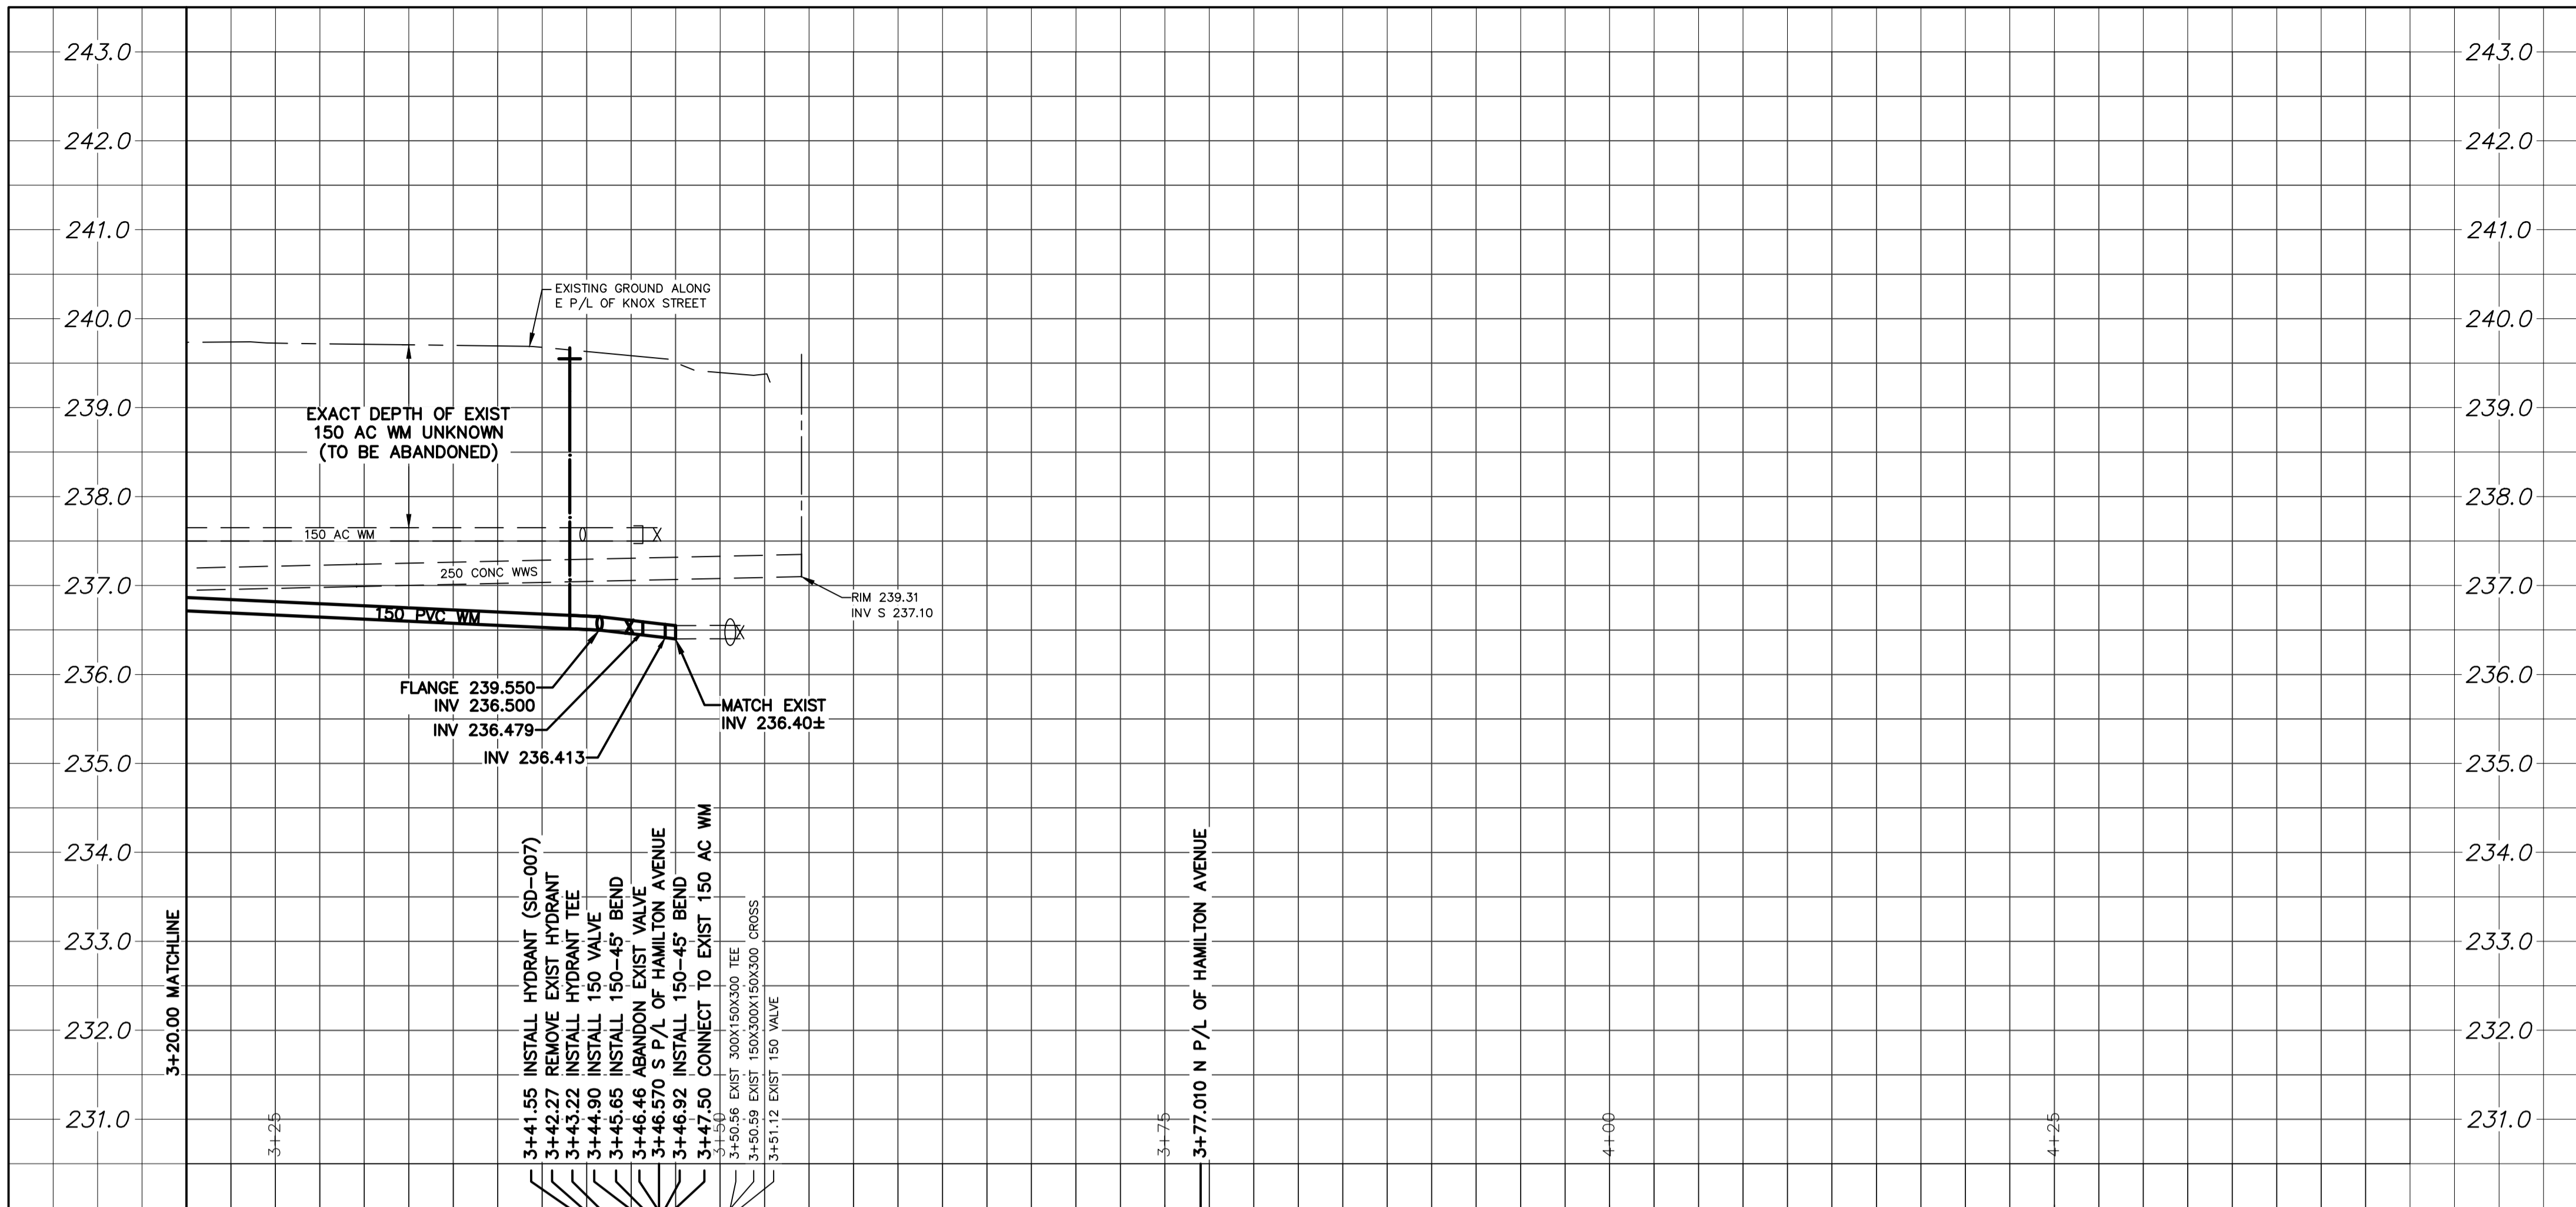 243.0
243.0
242.0
242.0
241.0
241.0
EXISTING GROUND ALONG
E P/L OF KNOX STREET
240.0
240.0
239.0
239.0
EXACT DEPTH OF EXIST
150 AC WM UNKNOWN
(TO BE ABANDONED)
238.0
238.0
150 AC WM
250 CONC WWS
237.0
237.0
RIM 239.31
INV S 237.10
150 PVC WM
236.0
236.0
FLANGE 239.550
INV 236.500
INV 236.479
INV 236.413
MATCH EXIST
INV 236.40±
235.0
235.0
234.0
234.0
233.0
233.0
232.0
232.0
231.0
231.0
3+20.00 MATCHLINE
3+25
3+41.55 INSTALL HYDRANT (SD-007)
3+42.27 REMOVE EXIST HYDRANT
3+43.22 INSTALL HYDRANT TEE
3+44.90 INSTALL 150 VALVE
3+45.65 INSTALL 150-45° BEND
3+46.46 ABANDON EXIST VALVE
3+46.570 S P/L OF HAMILTON AVENUE
3+46.92 INSTALL 150-45° BEND
3+47.50 CONNECT TO EXIST 150 AC WM
3+50
3+50.56 EXIST 300X150X300 TEE
3+50.59 EXIST 150X300X150X300 CROSS
3+51.12 EXIST 150 VALVE
3+75
3+77.010 N P/L OF HAMILTON AVENUE
4+00
4+25